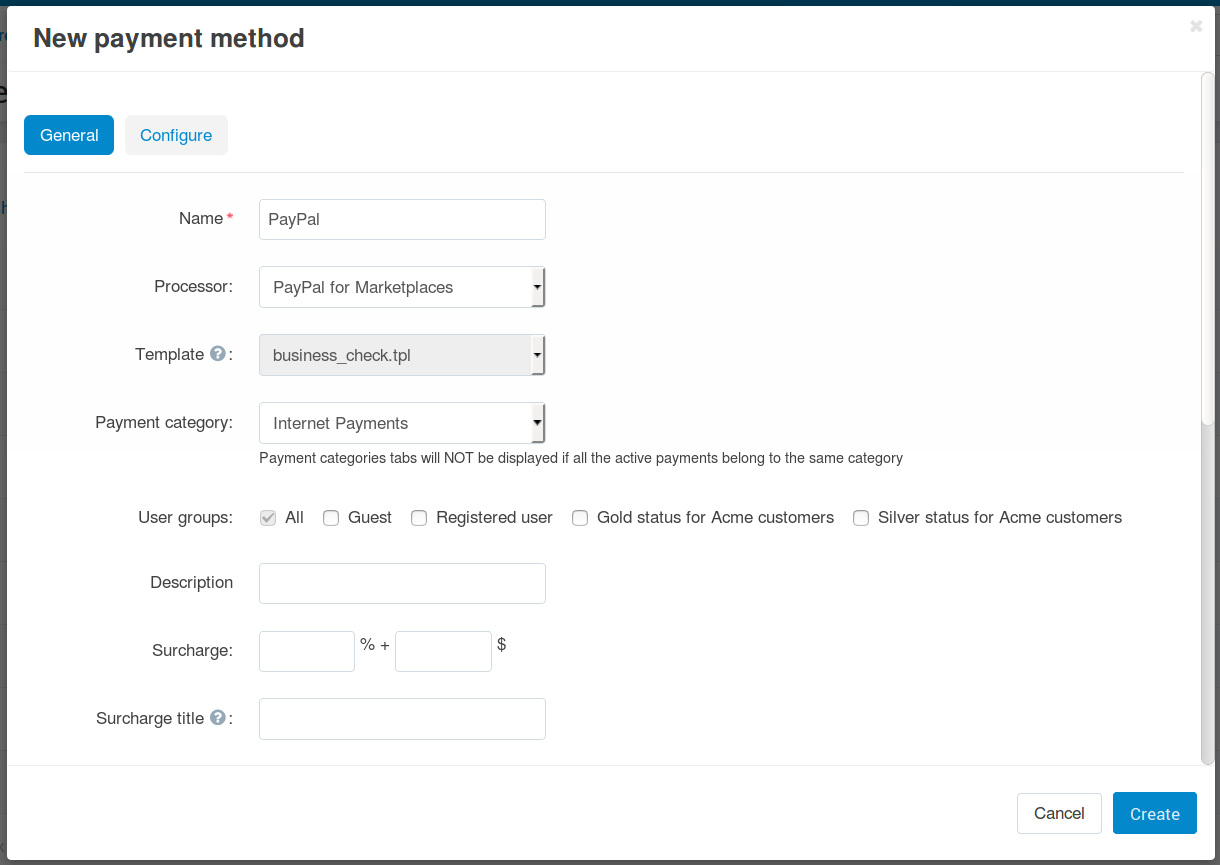 New payment method
General Configure
Name *
PayPal
Processor:
PayPal for Marketplaces
Template ? :
business_check.tpl
Payment category:
Internet Payments
Payment categories tabs will NOT be displayed if all the active payments belong to the same category
User groups: All Guest Registered user Gold status for Acme customers Silver status for Acme customers
Description
Surcharge: % + $
Surcharge title ? :
Cancel Create